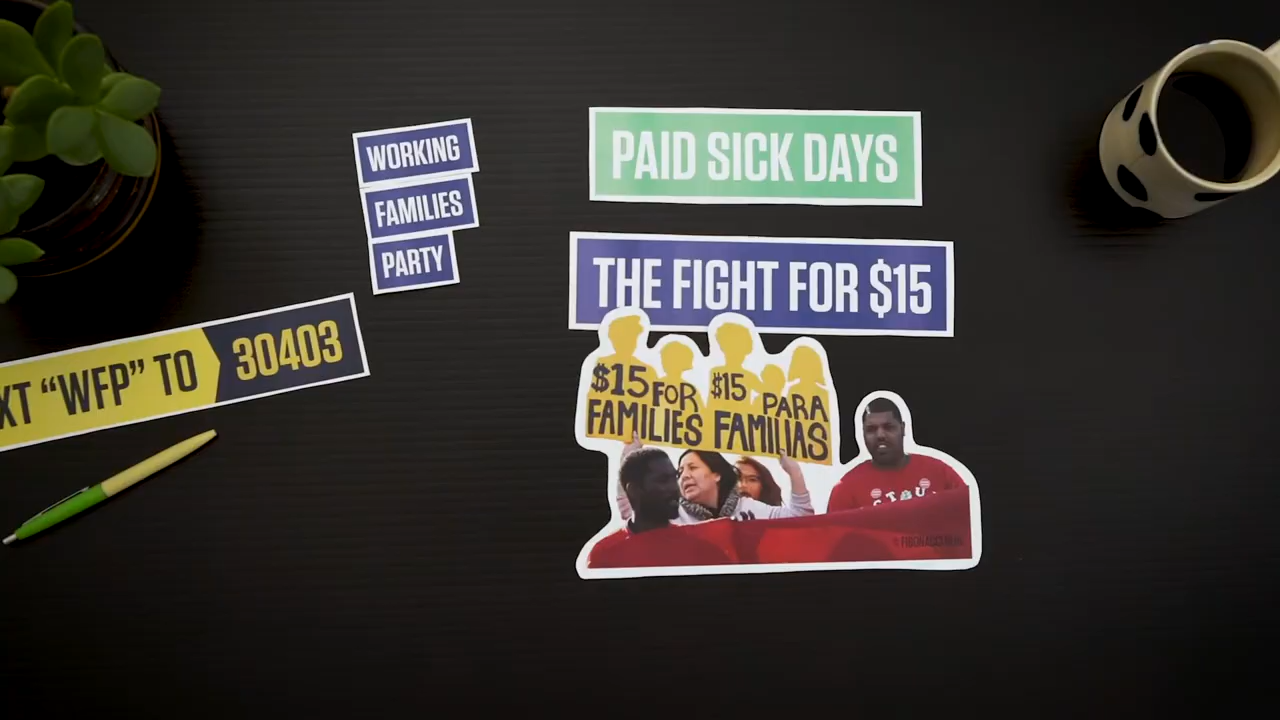 WORKING
FAMILIES
PARTY
PAID SICK DAYS
THE FIGHT FOR $15
XT "WFP" TO 30403
$15 FOR FAMILIES
$15 PARA FAMILIAS